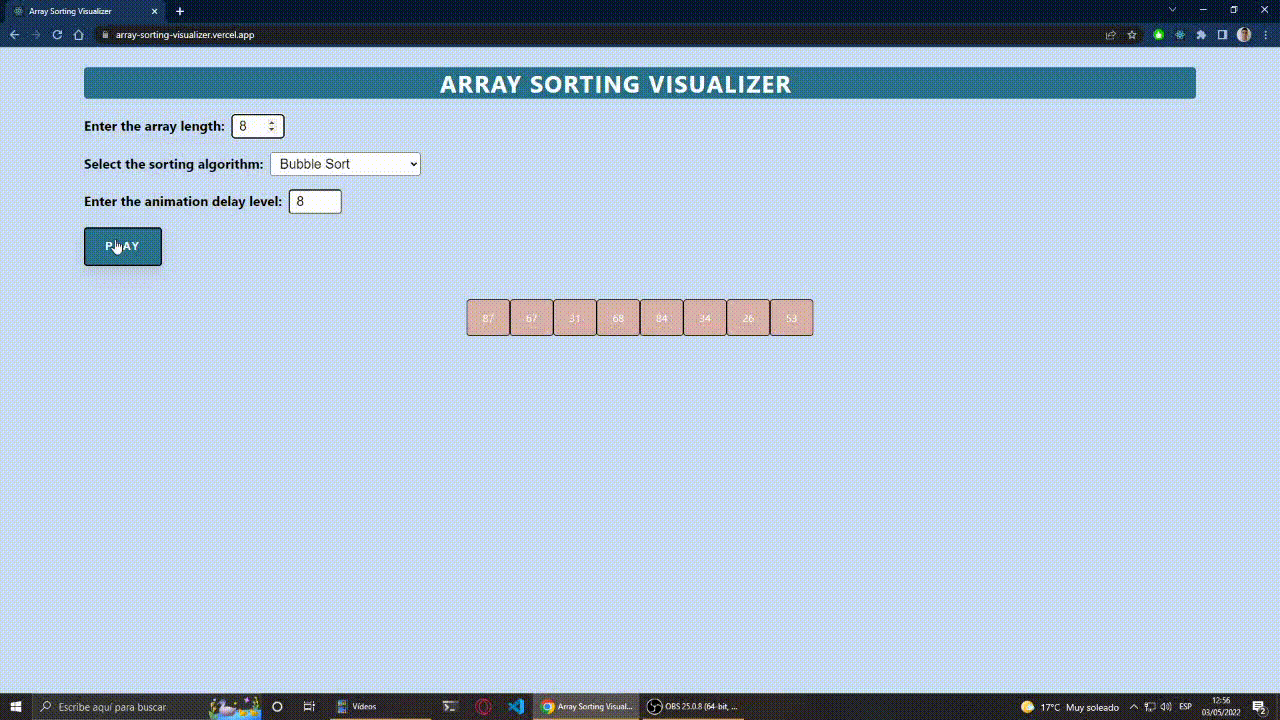 Array Sorting Visualizer
array-sorting-visualizer.vercel.app
ARRAY SORTING VISUALIZER
Enter the array length: 8
Select the sorting algorithm: Bubble Sort
Enter the animation delay level: 8
87 67 31 68 84 34 26 53
Escribe aquí para buscar
Vídeos
Array Sorting Visual...
OBS 25.0.8 (64-bit, ...
17°C Muy soleado
ESP
12:56
03/05/2022
2